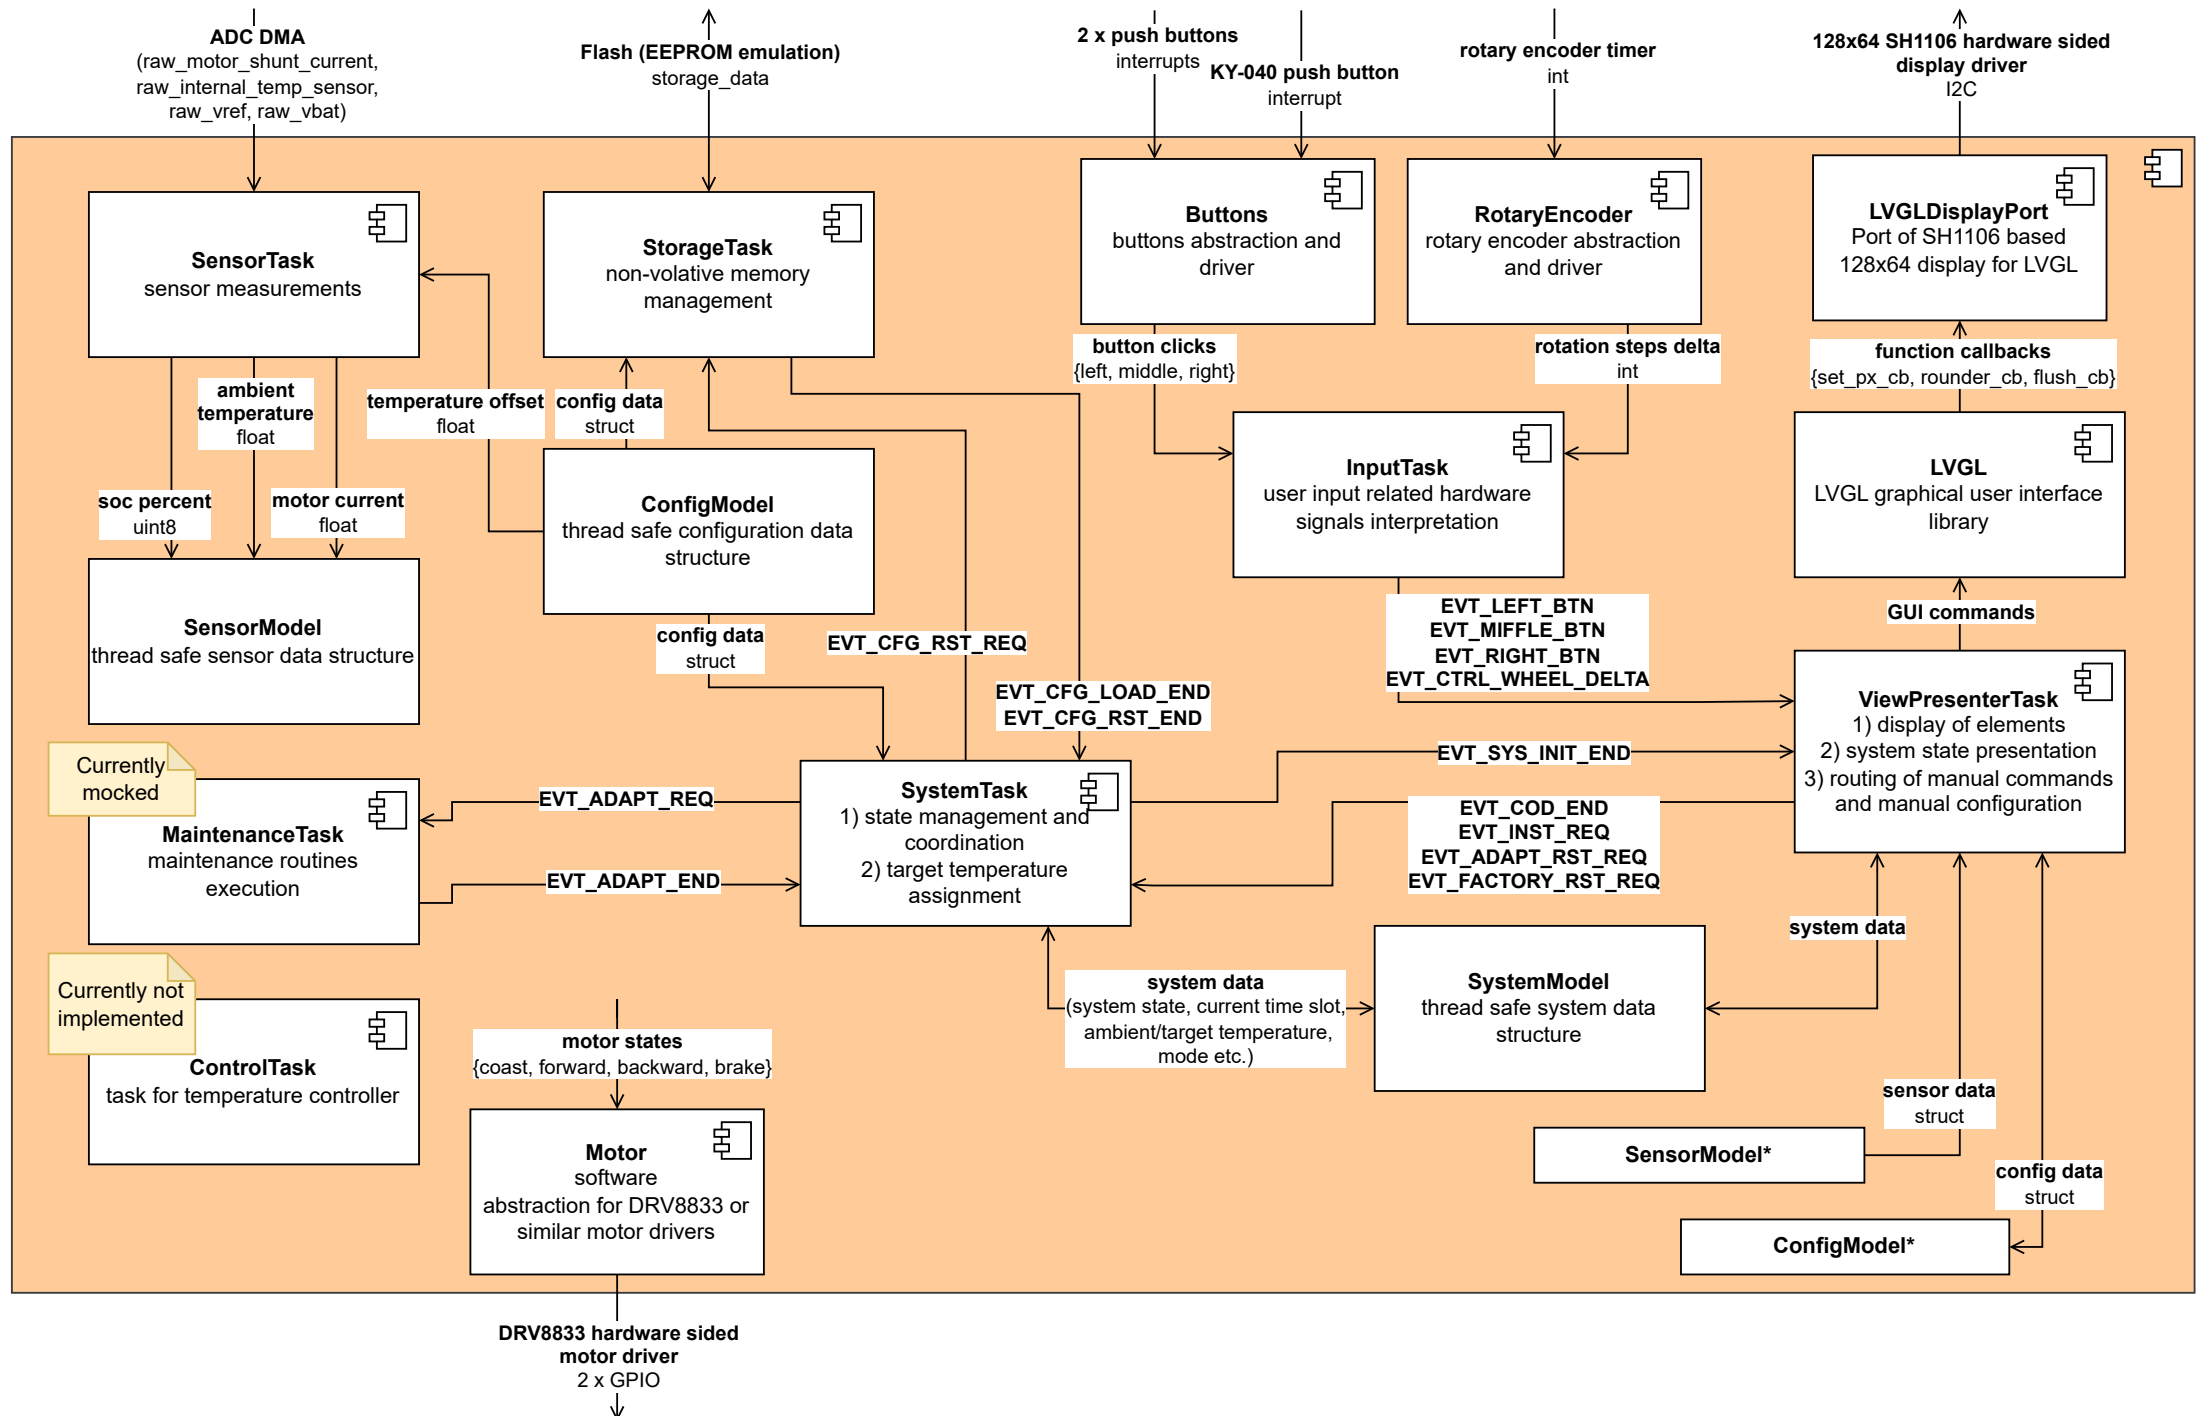 ADC DMA
(raw_motor_shunt_current,
raw_internal_temp_sensor,
raw_vref, raw_vbat)
Flash (EEPROM emulation)
storage_data
2 x push buttons
interrupts
KY-040 push button
interrupt
rotary encoder timer
int
128x64 SH1106 hardware sided
display driver
I2C
SensorTask
sensor measurements
StorageTask
non-volative memory
management
Buttons
buttons abstraction and
driver
RotaryEncoder
rotary encoder abstraction
and driver
LVGLDisplayPort
Port of SH1106 based
128x64 display for LVGL
button clicks
{left, middle, right}
rotation steps delta
int
function callbacks
{set_px_cb, rounder_cb, flush_cb}
ambient
temperature
float
temperature offset
float
config data
struct
soc percent
uint8
motor current
float
ConfigModel
thread safe configuration data
structure
InputTask
user input related hardware
signals interpretation
LVGL
LVGL graphical user interface
library
SensorModel
thread safe sensor data structure
config data
struct
EVT_CFG_RST_REQ
EVT_CFG_LOAD_END
EVT_CFG_RST_END
EVT_LEFT_BTN
EVT_MIFFLE_BTN
EVT_RIGHT_BTN
EVT_CTRL_WHEEL_DELTA
GUI commands
ViewPresenterTask
1) display of elements
2) system state presentation
3) routing of manual commands
and manual configuration
Currently
mocked
MaintenanceTask
maintenance routines
execution
EVT_ADAPT_REQ
EVT_ADAPT_END
SystemTask
1) state management and
coordination
2) target temperature
assignment
EVT_SYS_INIT_END
EVT_COD_END
EVT_INST_REQ
EVT_ADAPT_RST_REQ
EVT_FACTORY_RST_REQ
system data
Currently not
implemented
ControlTask
task for temperature controller
motor states
{coast, forward, backward, brake}
system data
(system state, current time slot,
ambient/target temperature,
mode etc.)
SystemModel
thread safe system data
structure
sensor data
struct
Motor
software
abstraction for DRV8833 or
similar motor drivers
SensorModel*
config data
struct
ConfigModel*
DRV8833 hardware sided
motor driver
2 x GPIO